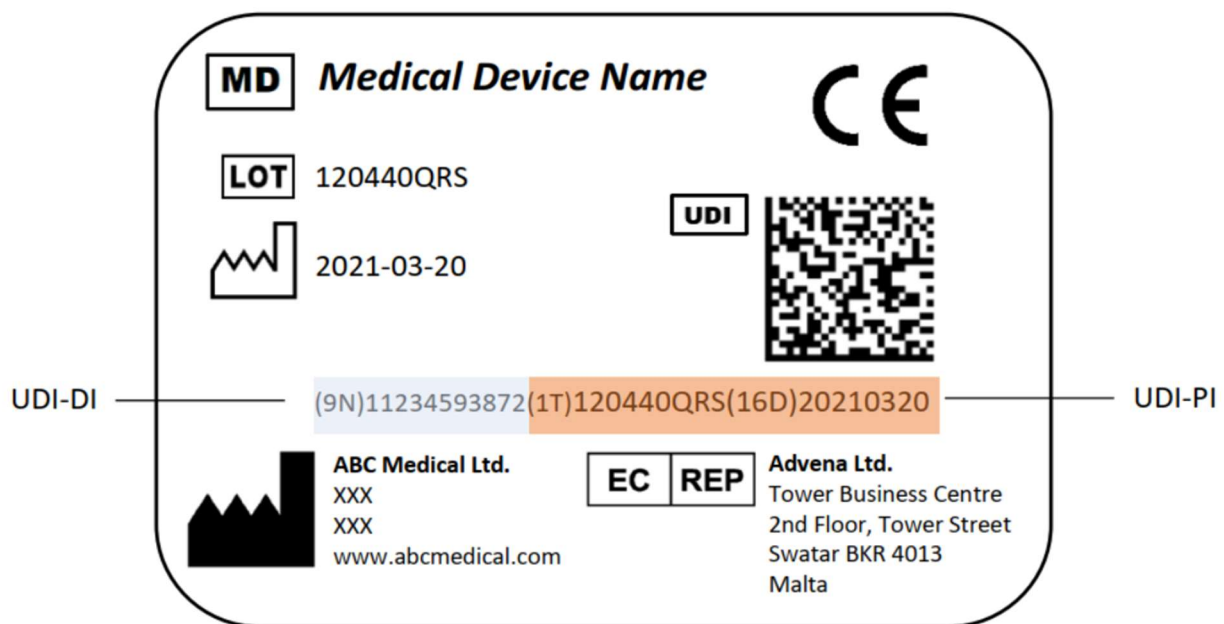 MD Medical Device Name
CE
LOT 120440QRS
UDI
2021-03-20
UDI-DI (9N)11234593872(1T)120440QRS(16D)20210320 UDI-PI
ABC Medical Ltd.
XXX
XXX
www.abcmedical.com
EC REP
Advena Ltd.
Tower Business Centre
2nd Floor, Tower Street
Swatar BKR 4013
Malta